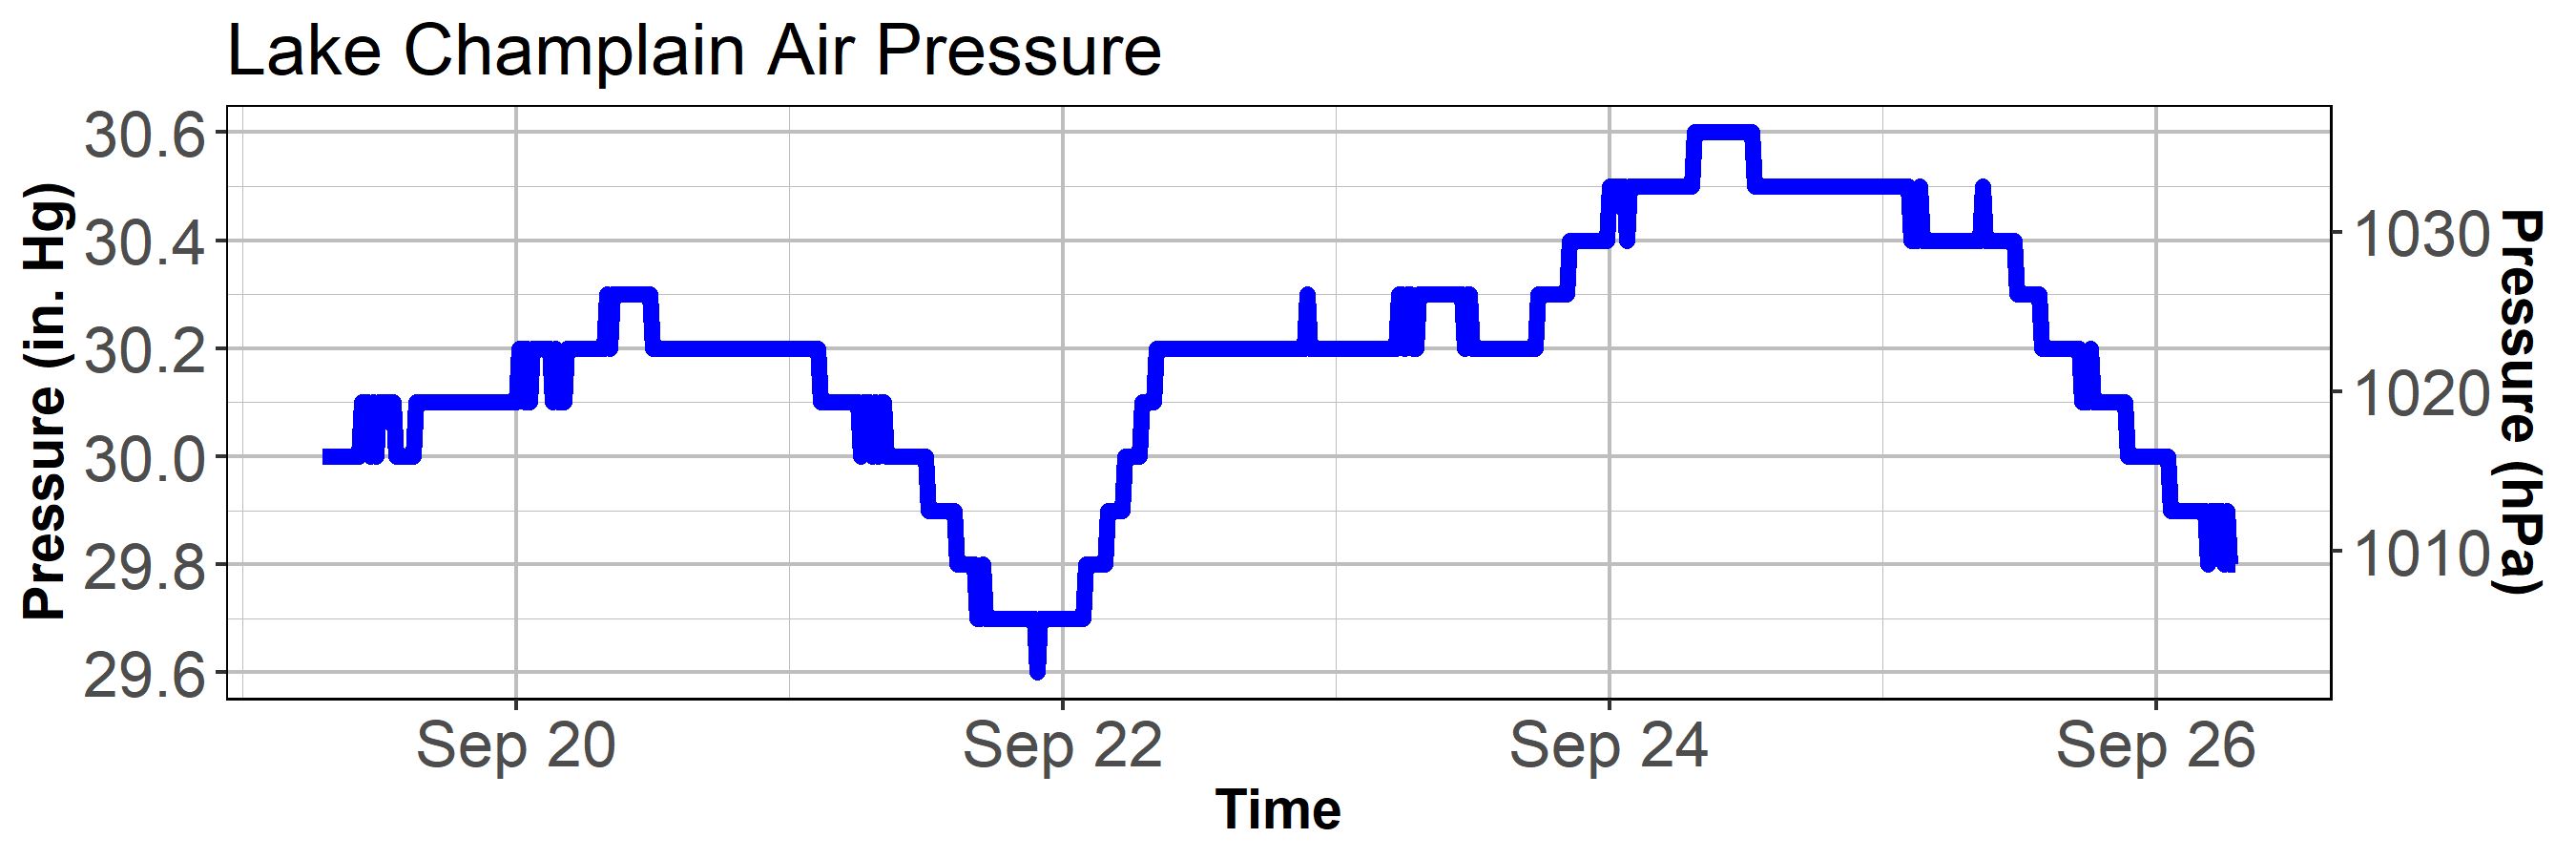 Lake Champlain Air Pressure
Pressure (in. Hg)
30.6
30.4
30.2
30.0
29.8
29.6
1030
1020
1010
Pressure (hPa)
Sep 20
Sep 22
Sep 24
Sep 26
Time